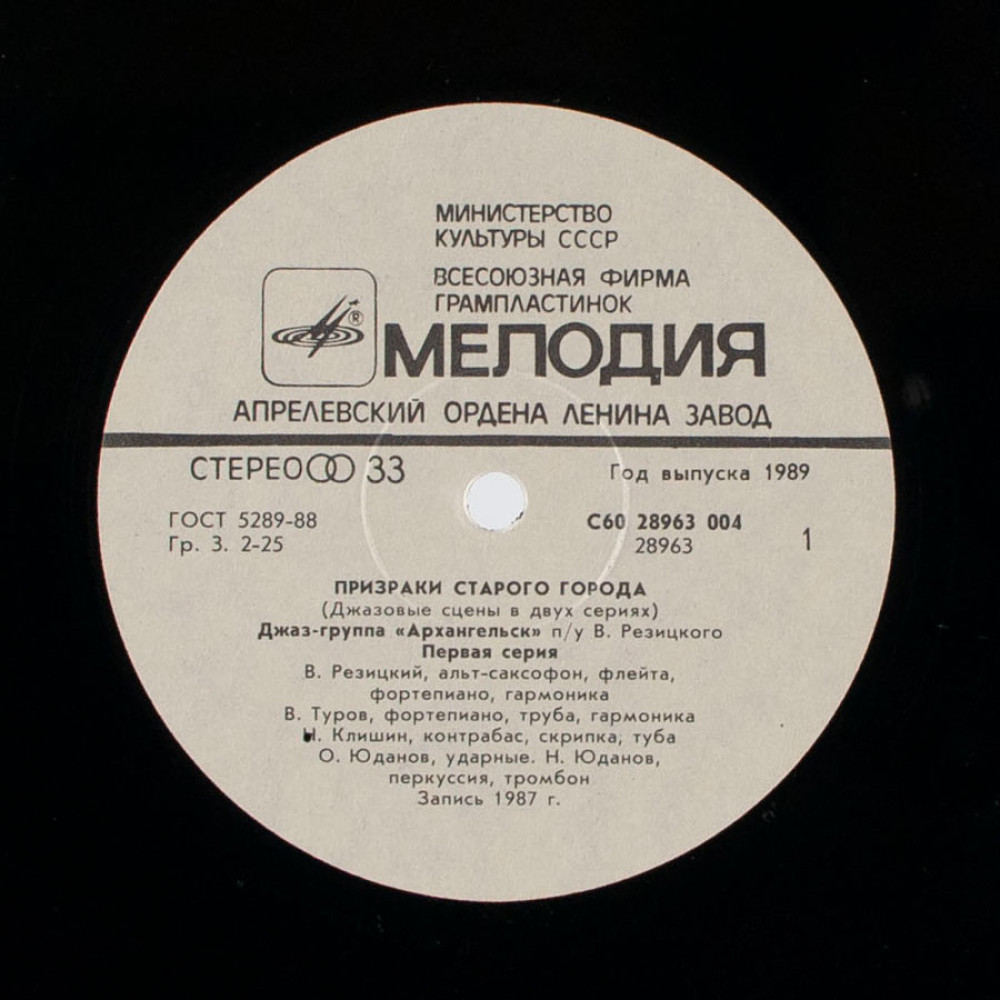 МИНИСТЕРСТВО
КУЛЬТУРЫ СССР
ВСЕСОЮЗНАЯ ФИРМА
ГРАМПЛАСТИНОК
®
МЕЛОДИЯ
АПРЕЛЕВСКИЙ ОРДЕНА ЛЕНИНА ЗАВОД
СТЕРЕО 33
Год выпуска 1989
ГОСТ 5289-88
Гр. 3. 2-25
С60 28963 004
28963
1
ПРИЗРАКИ СТАРОГО ГОРОДА
(Джазовые сцены в двух сериях)
Джаз-группа «Архангельск» п/у В. Резицкого
Первая серия
В. Резицкий, альт-саксофон, флейта,
фортепиано, гармоника
В. Туров, фортепиано, труба, гармоника
Н. Клишин, контрабас, скрипка, туба
О. Юданов, ударные. Н. Юданов,
перкуссия, тромбон
Запись 1987 г.